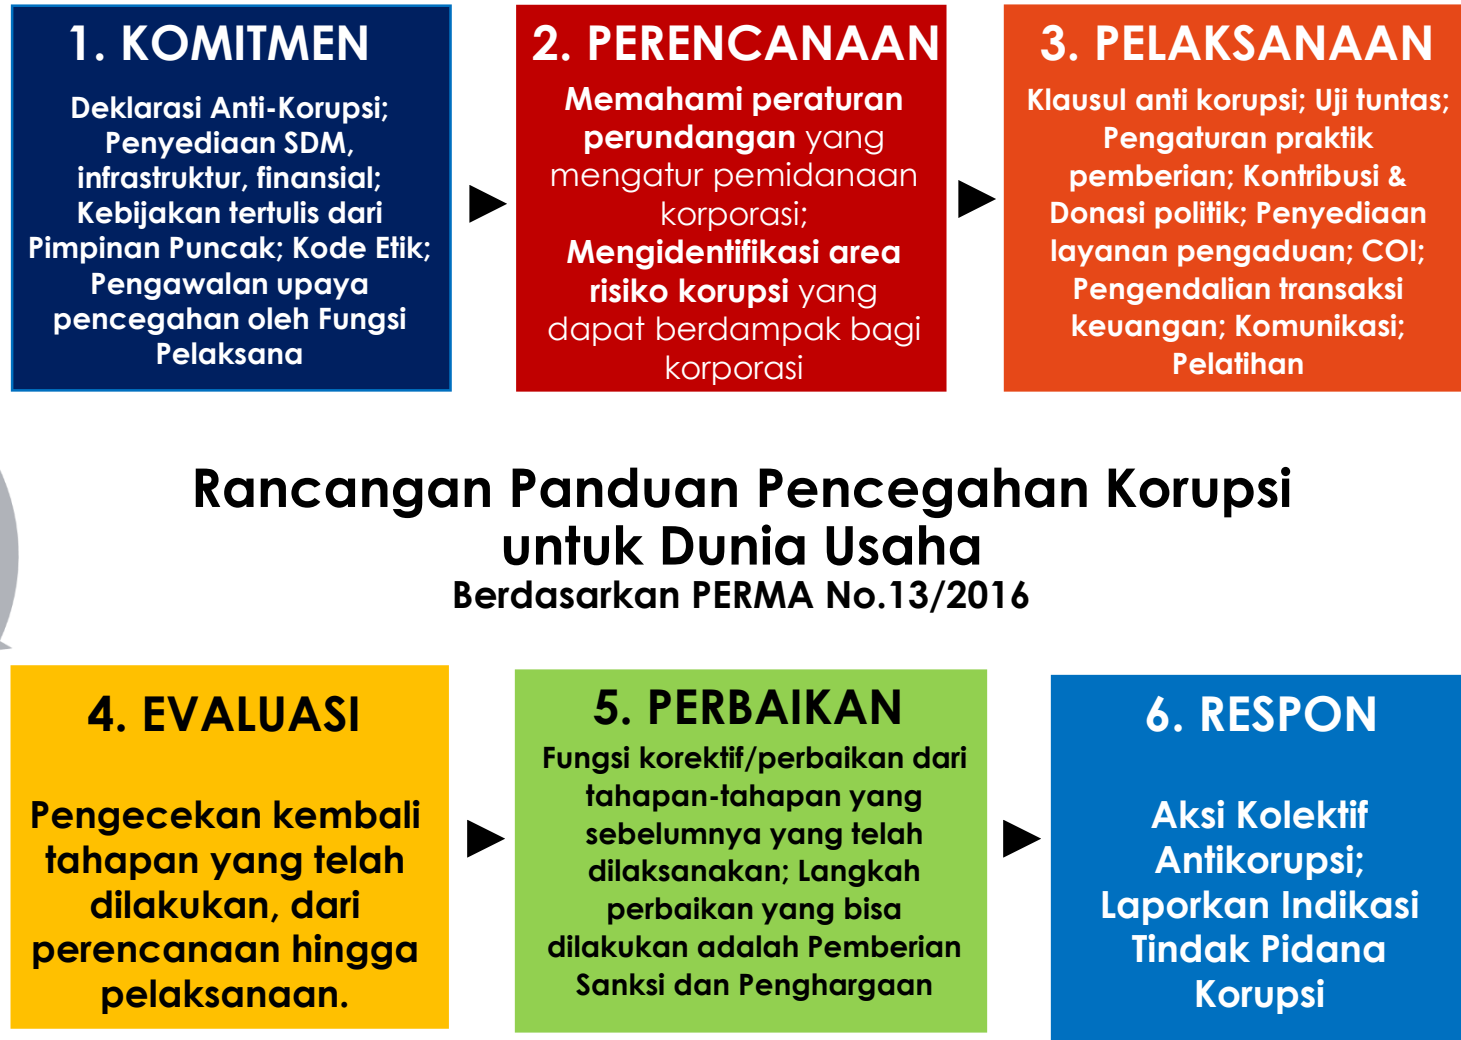 1. KOMITMEN
Deklarasi Anti-Korupsi;
Penyediaan SDM,
infrastruktur, finansial;
Kebijakan tertulis dari
Pimpinan Puncak; Kode Etik;
Pengawalan upaya
pencegahan oleh Fungsi
Pelaksana
2. PERENCANAAN
Memahami peraturan
perundangan yang
mengatur pemidanaan
korporasi;
Mengidentifikasi area
risiko korupsi yang
dapat berdampak bagi
korporasi
3. PELAKSANAAN
Klausul anti korupsi; Uji tuntas;
Pengaturan praktik
pemberian; Kontribusi &
Donasi politik; Penyediaan
layanan pengaduan; COI;
Pengendalian transaksi
keuangan; Komunikasi;
Pelatihan
Rancangan Panduan Pencegahan Korupsi
untuk Dunia Usaha
Berdasarkan PERMA No.13/2016
4. EVALUASI
Pengecekan kembali
tahapan yang telah
dilakukan, dari
perencanaan hingga
pelaksanaan.
5. PERBAIKAN
Fungsi korektif/perbaikan dari
tahapan-tahapan yang
sebelumnya yang telah
dilaksanakan; Langkah
perbaikan yang bisa
dilakukan adalah Pemberian
Sanksi dan Penghargaan
6. RESPON
Aksi Kolektif
Antikorupsi;
Laporkan Indikasi
Tindak Pidana
Korupsi